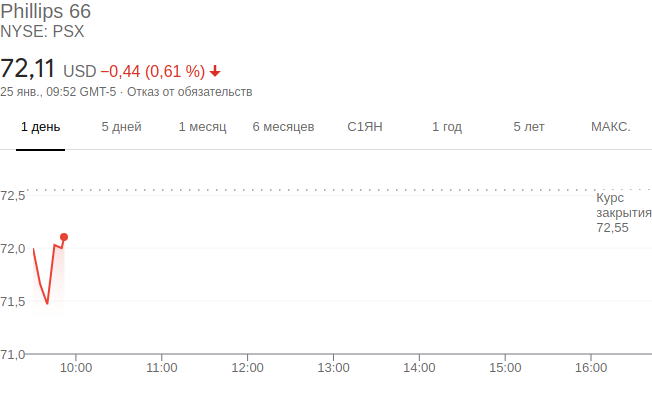 Phillips 66
NYSE: PSX
72,11 USD −0,44 (0,61 %)
25 янв., 09:52 GMT-5 · Отказ от обязательств
1 день 5 дней 1 месяц 6 месяцев С1ЯН 1 год 5 лет МАКС.
72,5
Курс
закрытия
72,55
72,0
71,5
71,0
10:00 11:00 12:00 13:00 14:00 15:00 16:00